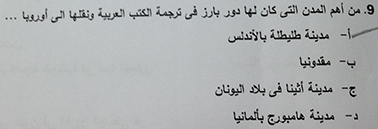 9. من أهم المدن التى كان لها دور بارز فى ترجمة الكتب العربية ونقلها الى أوروبا ...
أ- مدينة طليطلة بالأندلس
ب- مقدونيا
ج- مدينة أثينا فى بلاد اليونان
د- مدينة هامبورج بألمانيا